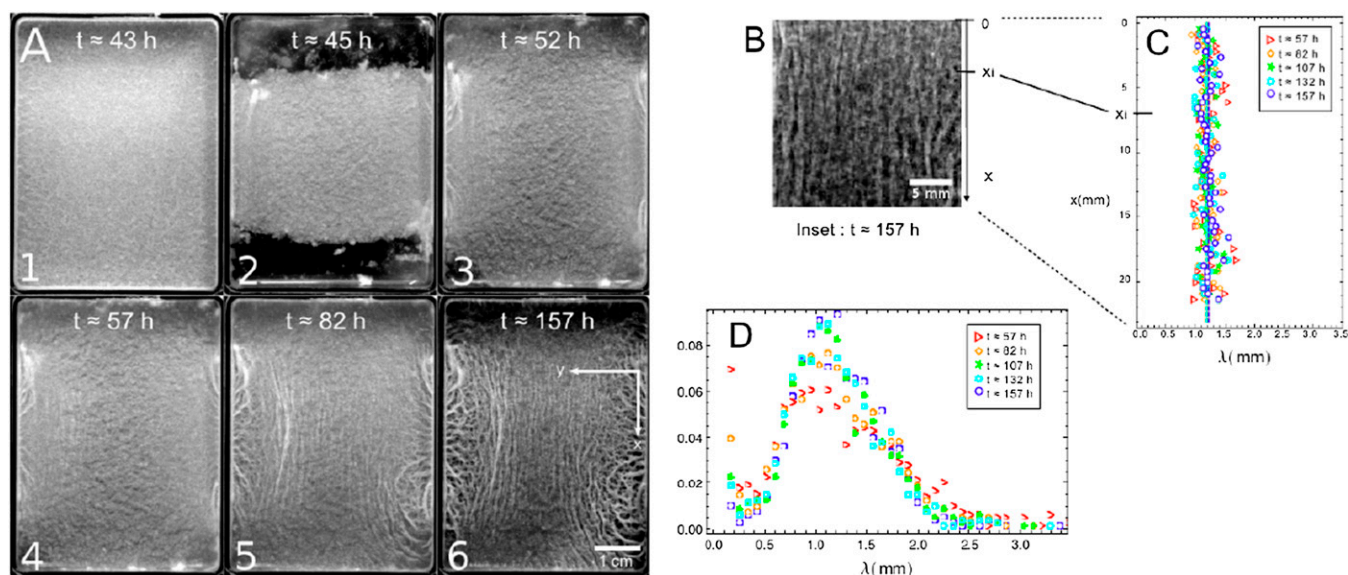 A
t ≈ 43 h
t ≈ 45 h
t ≈ 52 h
1
2
3
t ≈ 57 h
t ≈ 82 h
t ≈ 157 h
y
x
4
5
6
1 cm
B
0
xi
x
5 mm
Inset : t ≈ 157 h
C
0
5
xi
10
x(mm)
15
20
t ≈ 57 h
t ≈ 82 h
t ≈ 107 h
t ≈ 132 h
t ≈ 157 h
0.0 0.5 1.0 1.5 2.0 2.5 3.0 3.5
λ(mm)
D
0.08
0.06
0.04
0.02
0.00
t ≈ 57 h
t ≈ 82 h
t ≈ 107 h
t ≈ 132 h
t ≈ 157 h
0.0 0.5 1.0 1.5 2.0 2.5 3.0
λ(mm)